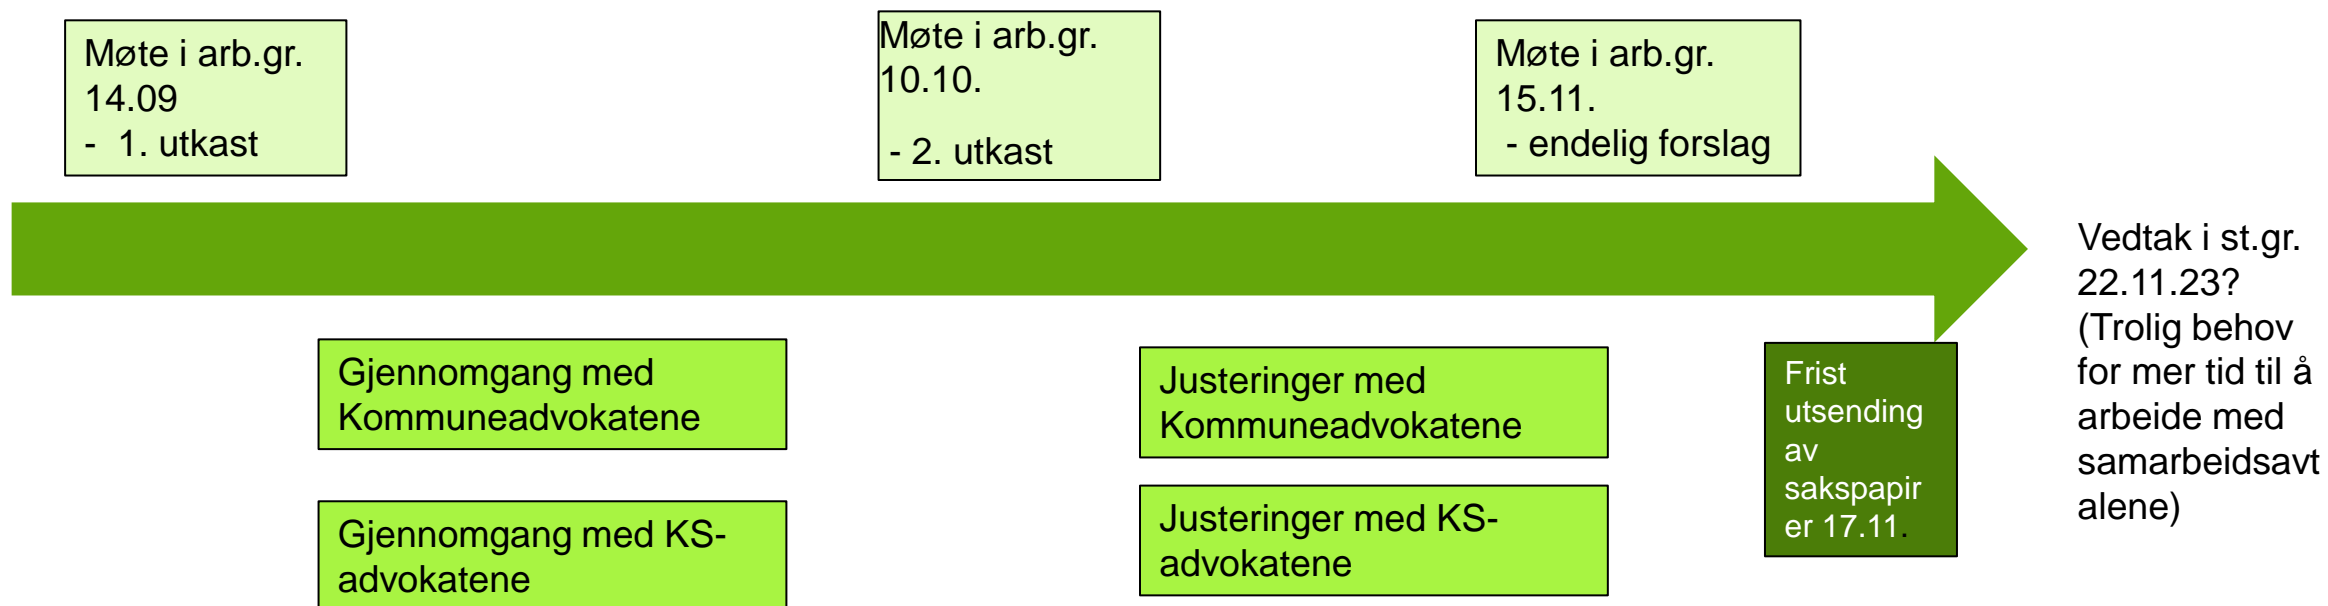 Møte i arb.gr.
14.09
- 1. utkast
Møte i arb.gr.
10.10.
- 2. utkast
Møte i arb.gr.
15.11.
- endelig forslag
Gjennomgang med
Kommuneadvokatene
Gjennomgang med KS-
advokatene
Justeringer med
Kommuneadvokatene
Justeringer med KS-
advokatene
Frist
utsending
av
sakspapir
er 17.11.
Vedtak i st.gr.
22.11.23?
(Trolig behov
for mer tid til å
arbeide med
samarbeidsavt
alene)